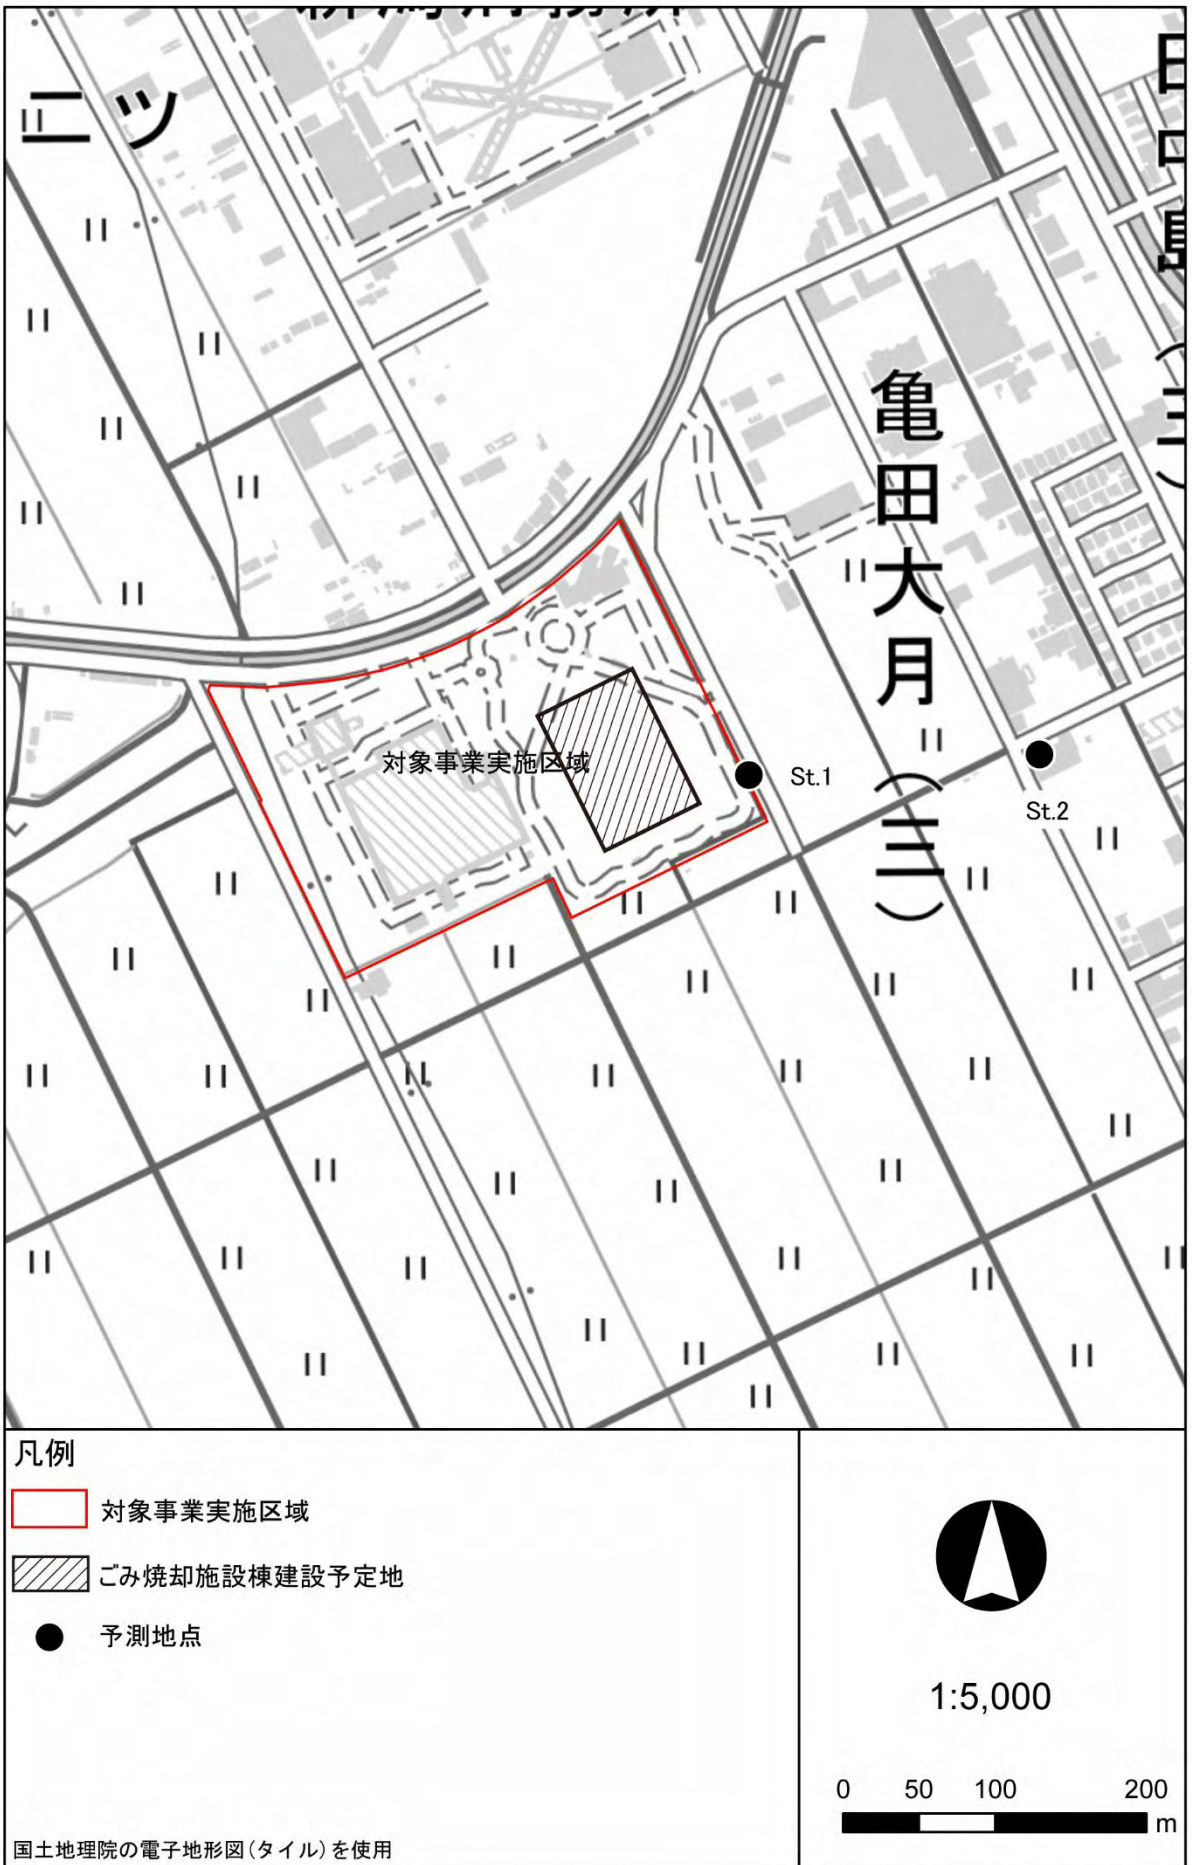 二ツ
亀田大月(三)
対象事業実施区域
St.1
St.2
凡例
対象事業実施区域
ごみ焼却施設棟建設予定地
予測地点
1:5,000
0 50 100 200
m
国土地理院の電子地形図(タイル)を使用